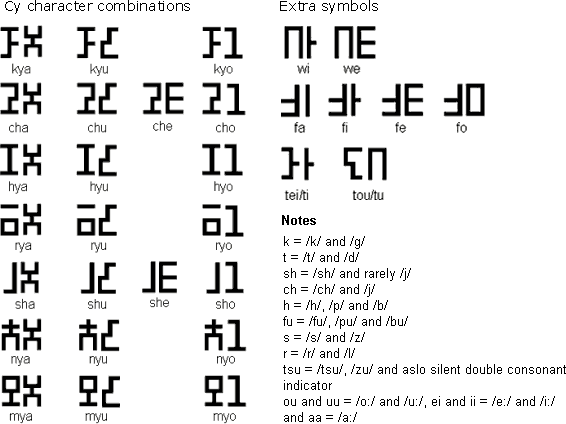 Cy character combinations
kya kyu kyo
cha chu che cho
hya hyu hyo
rya ryu ryo
sha shu she sho
nya nyu nyo
mya myu myo
Extra symbols
wi we
fa fi fe fo
tei/ti tou/tu
Notes
k = /k/ and /g/
t = /t/ and /d/
sh = /sh/ and rarely /j/
ch = /ch/ and /j/
h = /h/, /p/ and /b/
fu = /fu/, /pu/ and /bu/
s = /s/ and /z/
r = /r/ and /l/
tsu = /tsu/, /zu/ and aslo silent double consonant
indicator
ou and uu = /o:/ and /u:/, ei and ii = /e:/ and /i:/
and aa = /a:/